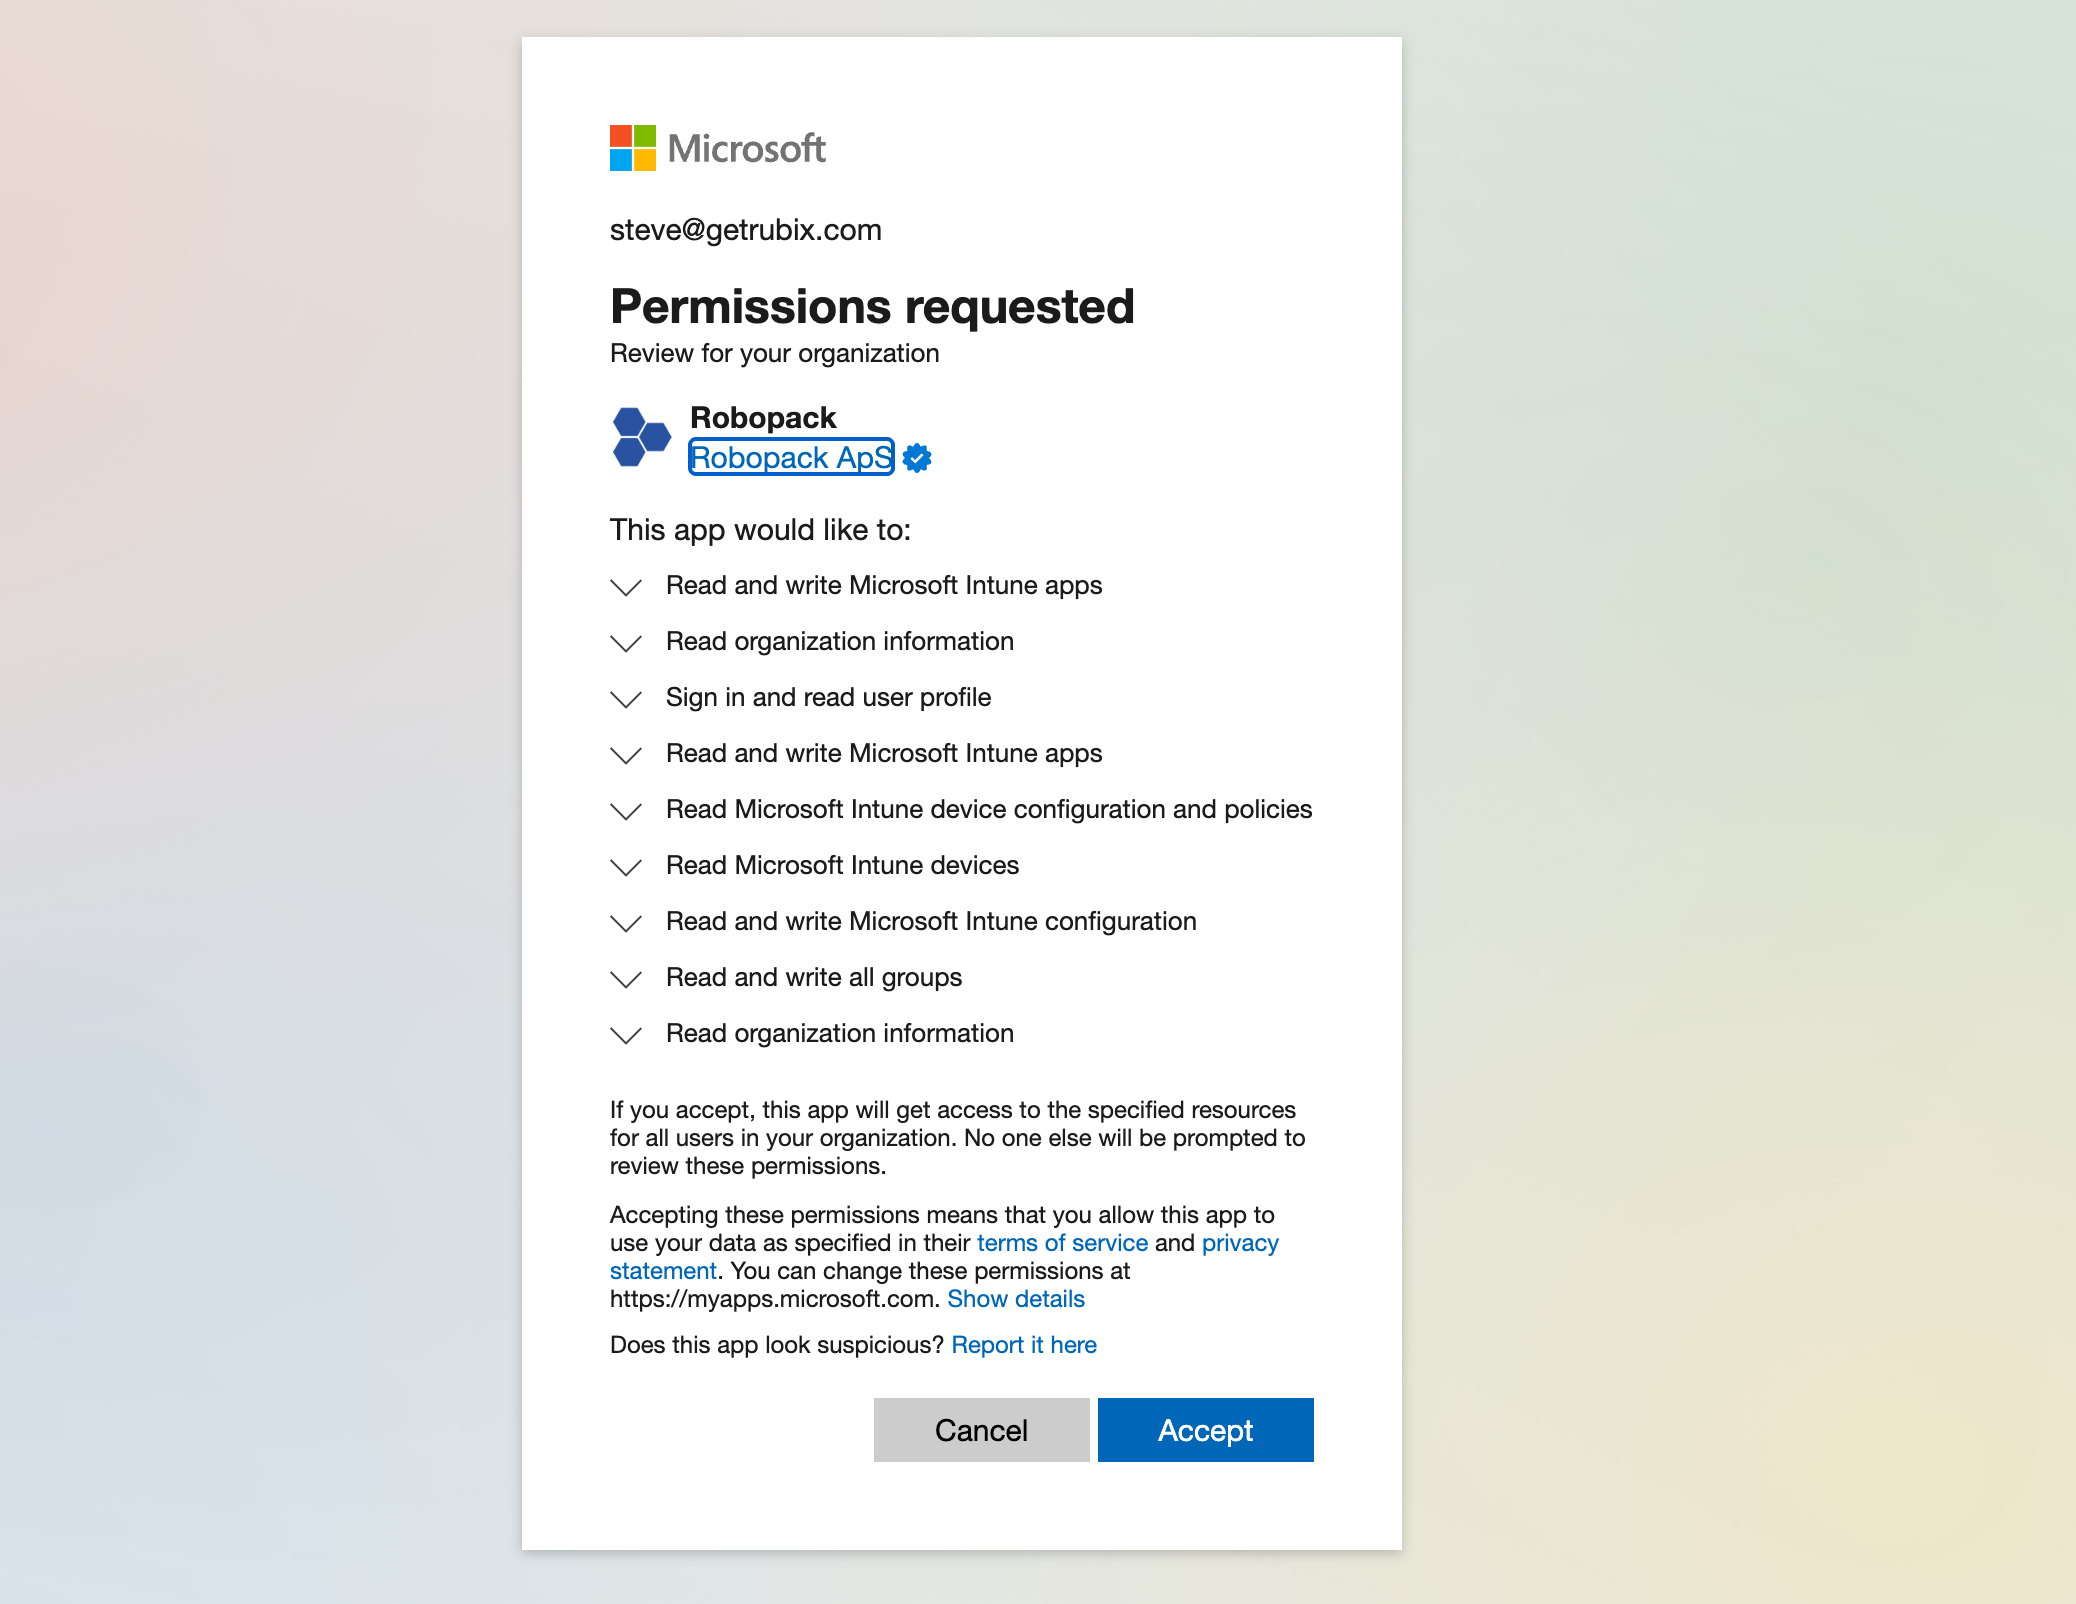 Microsoft
steve@getrubix.com
Permissions requested
Review for your organization
Robopack
Robopack ApS
This app would like to:
Read and write Microsoft Intune apps
Read organization information
Sign in and read user profile
Read and write Microsoft Intune apps
Read Microsoft Intune device configuration and policies
Read Microsoft Intune devices
Read and write Microsoft Intune configuration
Read and write all groups
Read organization information
If you accept, this app will get access to the specified resources
for all users in your organization. No one else will be prompted to
review these permissions.
Accepting these permissions means that you allow this app to
use your data as specified in their terms of service and privacy
statement. You can change these permissions at
https://myapps.microsoft.com. Show details
Does this app look suspicious? Report it here
Cancel Accept